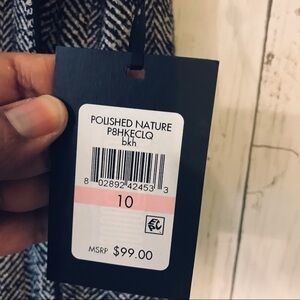 POLISHED NATURE
P8HKECLQ
bkh
8 02892 42453 3
10
MSRP $99.00